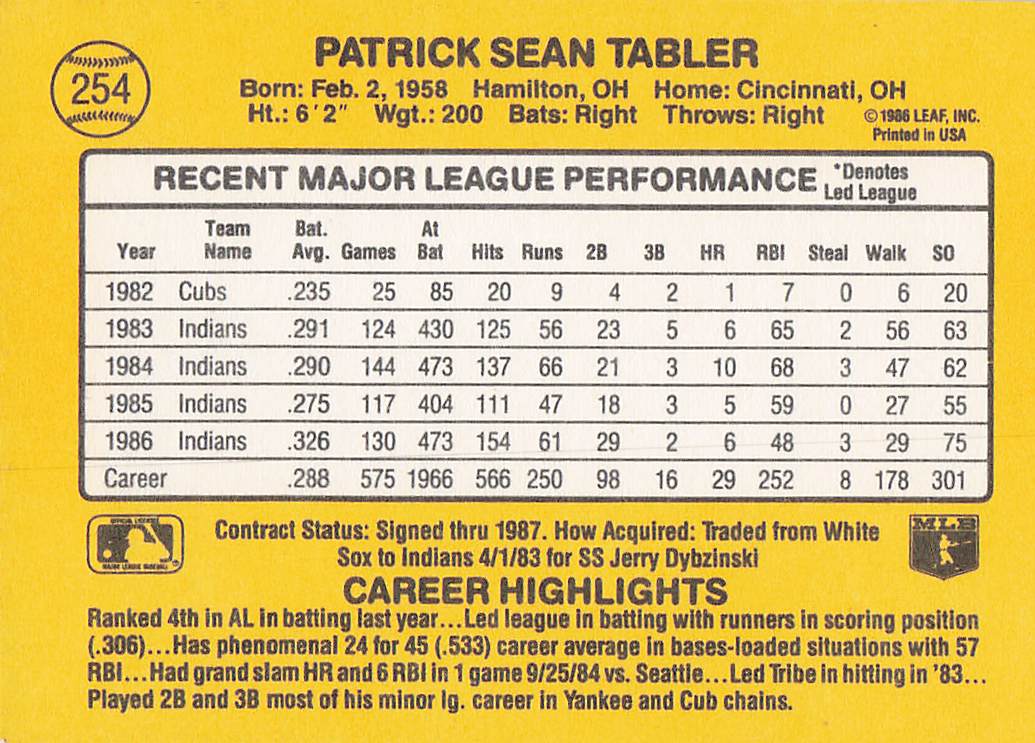 254
PATRICK SEAN TABLER
Born: Feb. 2, 1958 Hamilton, OH Home: Cincinnati, OH
Ht.: 6'2" Wgt.: 200 Bats: Right Throws: Right
©1986 LEAF, INC.
Printed in USA
RECENT MAJOR LEAGUE PERFORMANCE
*Denotes
Led League
Year Team Name Bat. Avg. Games At Bat Hits Runs 2B 3B HR RBI Steal Walk SO
1982 Cubs .235 25 85 20 9 4 2 1 7 0 6 20
1983 Indians .291 124 430 125 56 23 5 6 65 2 56 63
1984 Indians .290 144 473 137 66 21 3 10 68 3 47 62
1985 Indians .275 117 404 111 47 18 3 5 59 0 27 55
1986 Indians .326 130 473 154 61 29 2 6 48 3 29 75
Career .288 575 1966 566 250 98 16 29 252 8 178 301
OFFICIAL LICENSEE
MAJOR LEAGUE BASEBALL
Contract Status: Signed thru 1987. How Acquired: Traded from White
Sox to Indians 4/1/83 for SS Jerry Dybzinski
MLB
CAREER HIGHLIGHTS
Ranked 4th in AL in batting last year...Led league in batting with runners in scoring position
(.306)...Has phenomenal 24 for 45 (.533) career average in bases-loaded situations with 57
RBI...Had grand slam HR and 6 RBI in 1 game 9/25/84 vs. Seattle...Led Tribe in hitting in '83...
Played 2B and 3B most of his minor lg. career in Yankee and Cub chains.